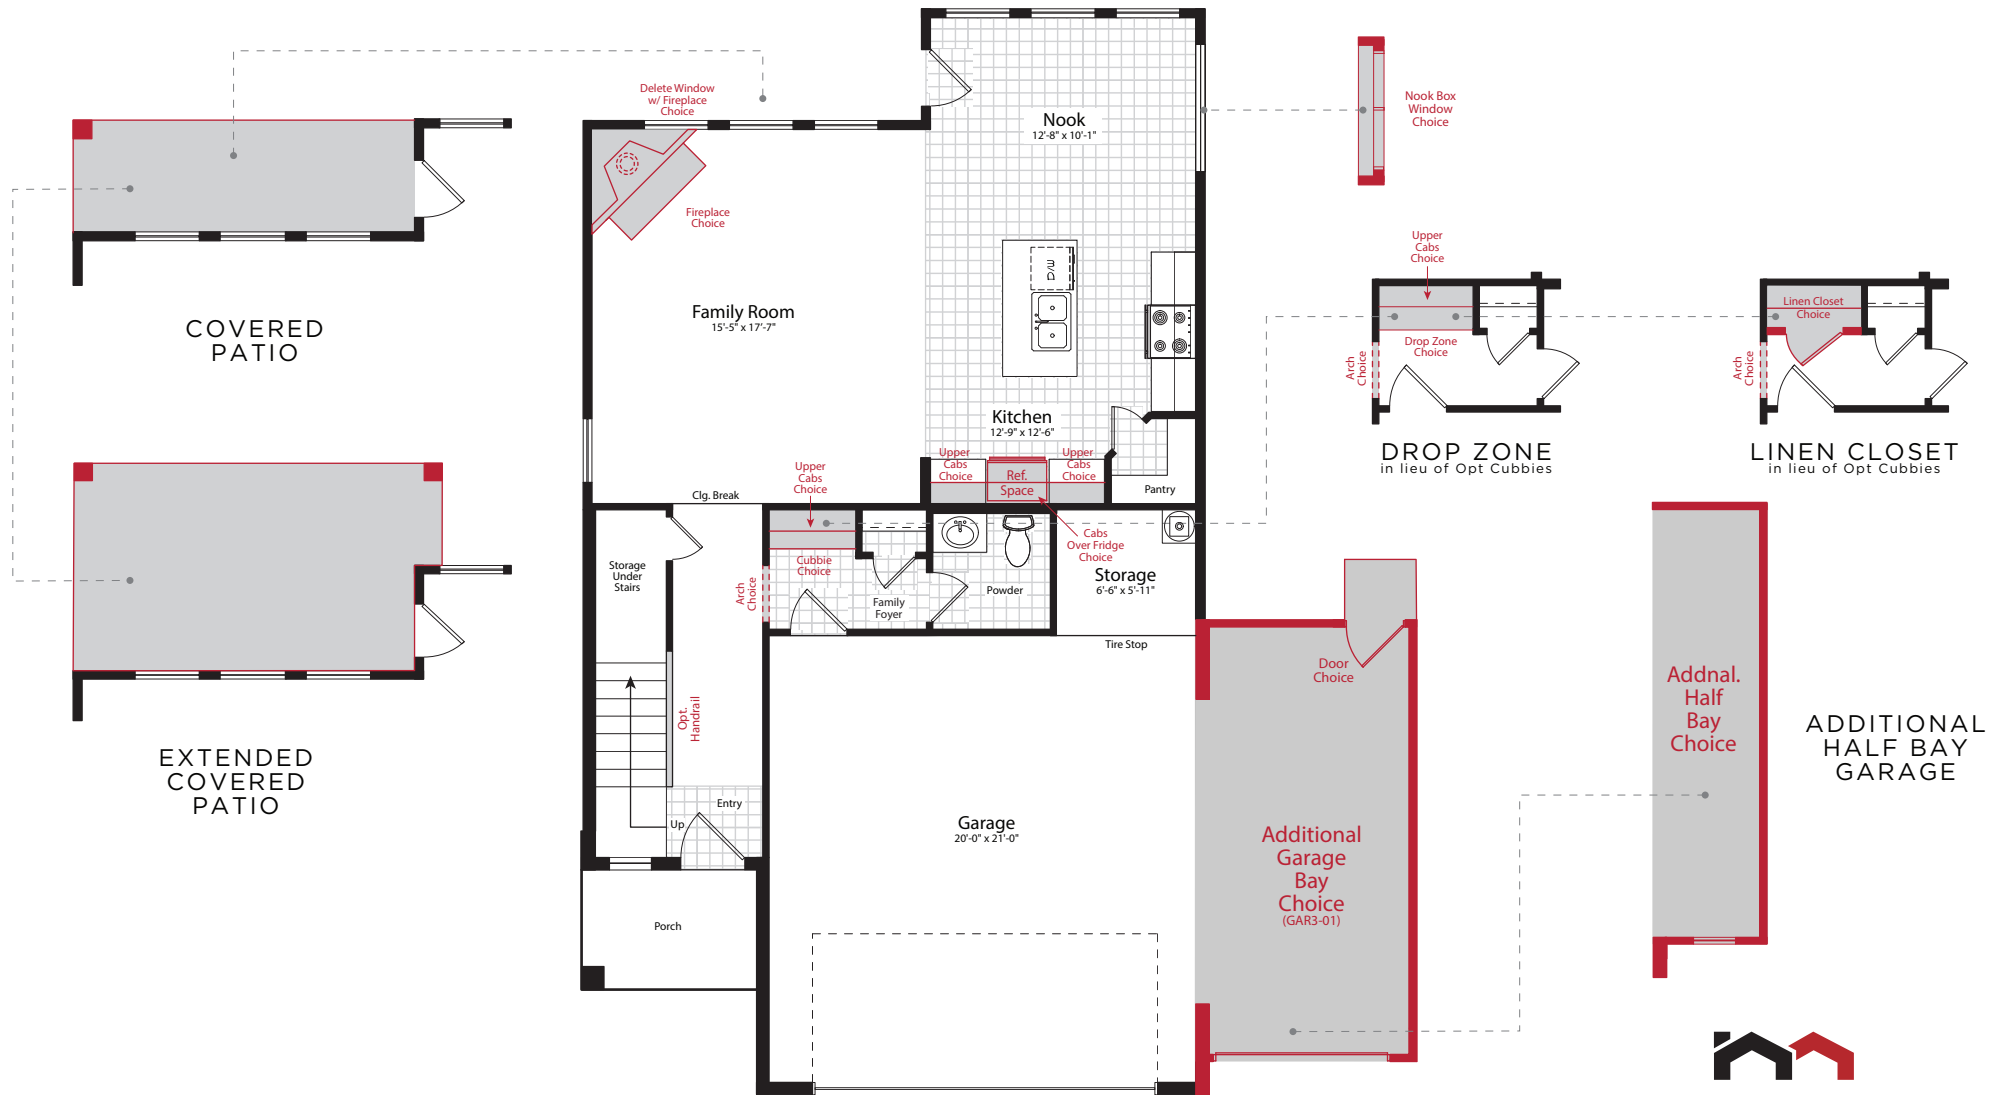 Delete Window
w/ Fireplace
Choice
Nook
12'-8" x 10'-1"
Nook Box
Window
Choice
Fireplace
Choice
COVERED
PATIO
Family Room
15'-5" x 17'-7"
D/W
Kitchen
12'-9" x 12'-6"
Upper
Cabs
Choice
Ref.
Space
Upper
Cabs
Choice
Pantry
Upper
Cabs
Choice
Drop Zone
Choice
Arch
Choice
DROP ZONE
in lieu of Opt Cubbies
Linen Closet
Choice
Arch
Choice
LINEN CLOSET
in lieu of Opt Cubbies
Clg. Break
Upper
Cabs
Choice
Cubbie
Choice
Arch
Choice
Storage
Under
Stairs
Family
Foyer
Powder
Cabs
Over Fridge
Choice
Storage
6'-6" x 5'-11"
Tire Stop
Door
Choice
Opt.
Handrail
Entry
Up
Porch
Garage
20'-0" x 21'-0"
Additional
Garage
Bay
Choice
(GAR3-01)
Addnal.
Half
Bay
Choice
ADDITIONAL
HALF BAY
GARAGE
EXTENDED
COVERED
PATIO